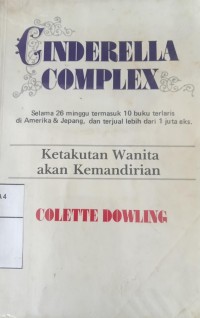 CINDERELLA
COMPLEX
Selama 26 minggu termasuk 10 buku terlaris
di Amerika & Jepang, dan terjual lebih dari 1 juta eks.
Ketakutan Wanita
akan Kemandirian
COLETTE DOWLING